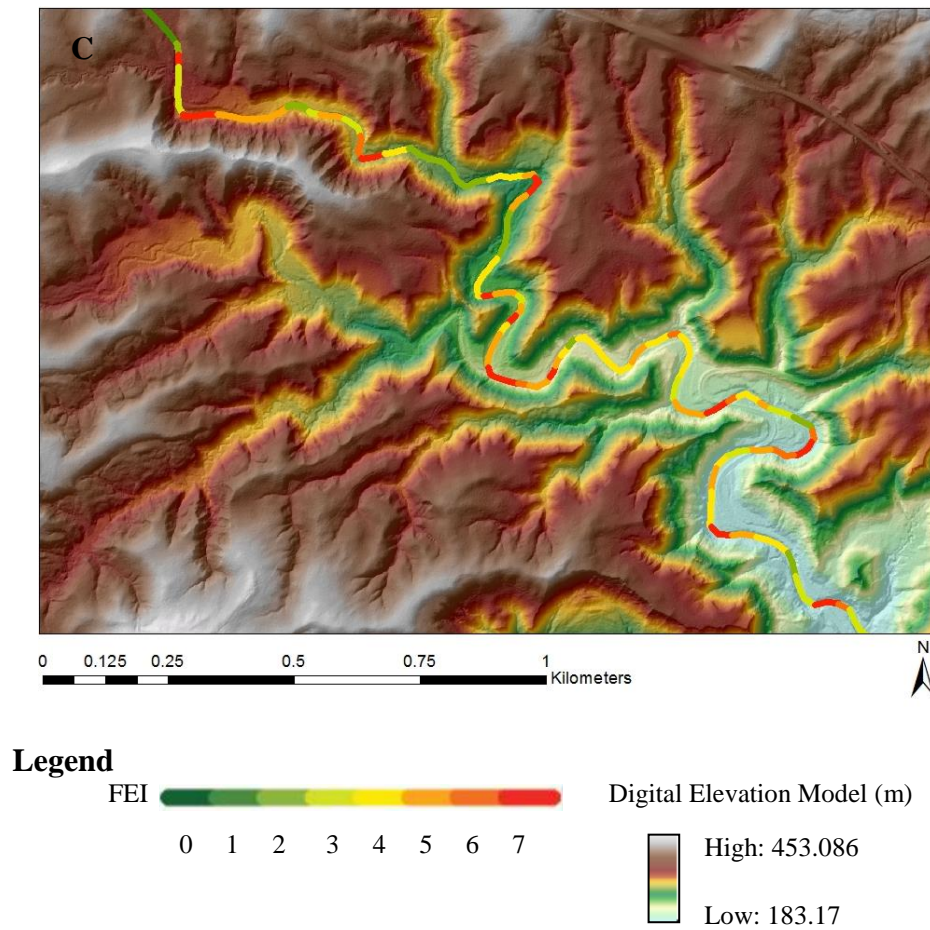 C
0 0.125 0.25 0.5 0.75 1
Kilometers
N
Legend
FEI
0 1 2 3 4 5 6 7
Digital Elevation Model (m)
High: 453.086
Low: 183.17